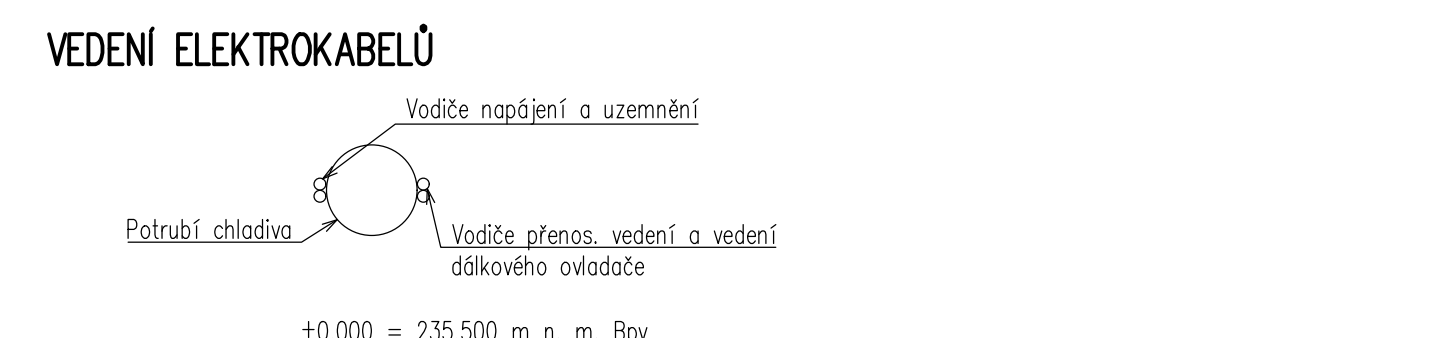 VEDENÍ ELEKTROKABELŮ
Vodiče napájení a uzemnění
Potrubí chladiva
Vodiče přenos. vedení a vedení
dálkového ovladače
±0,000 = 235,500 m n. m. Bpv